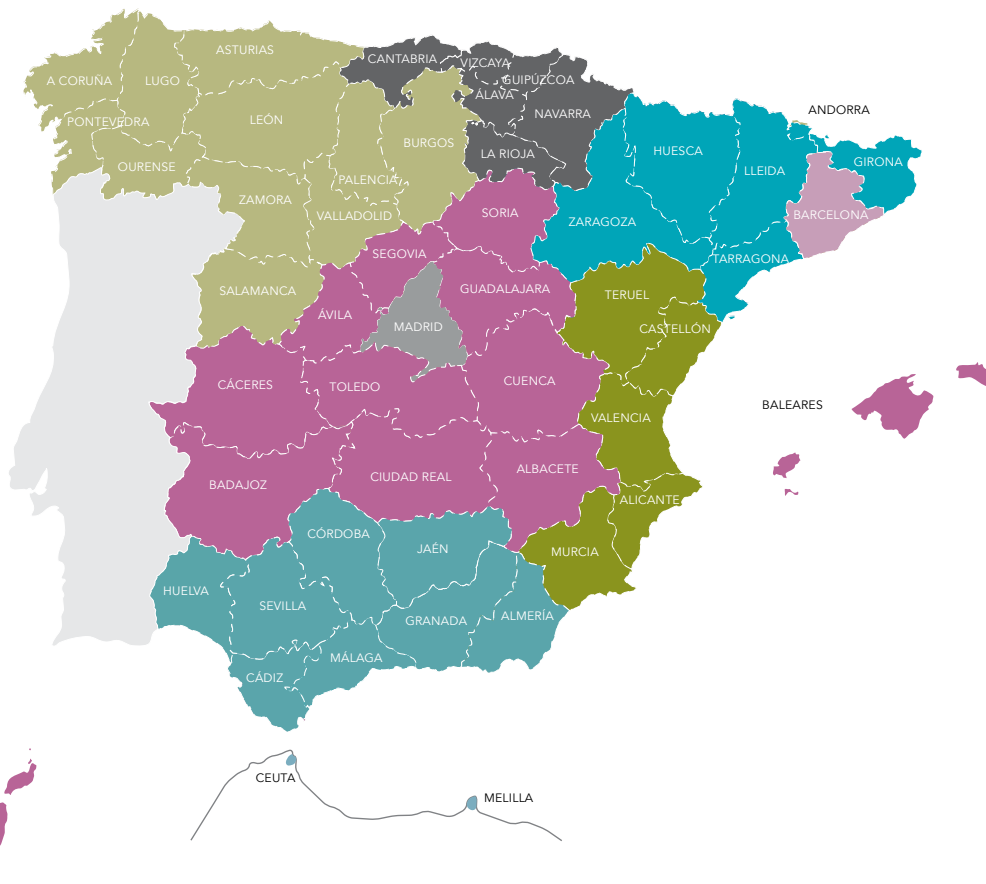 ASTURIAS
CANTABRIA
VIZCAYA
GUIPÚZCOA
A CORUÑA
LUGO
ÁLAVA
NAVARRA
ANDORRA
PONTEVEDRA
LEÓN
BURGOS
LA RIOJA
HUESCA
GIRONA
OURENSE
LLEIDA
PALENCIA
ZAMORA
VALLADOLID
SORIA
ZARAGOZA
BARCELONA
SEGOVIA
TARRAGONA
SALAMANCA
GUADALAJARA
TERUEL
ÁVILA
MADRID
CASTELLÓN
CÁCERES
TOLEDO
CUENCA
BALEARES
VALENCIA
BADAJOZ
CIUDAD REAL
ALBACETE
ALICANTE
CÓRDOBA
JAÉN
MURCIA
HUELVA
SEVILLA
GRANADA
ALMERÍA
MÁLAGA
CÁDIZ
CEUTA
MELILLA